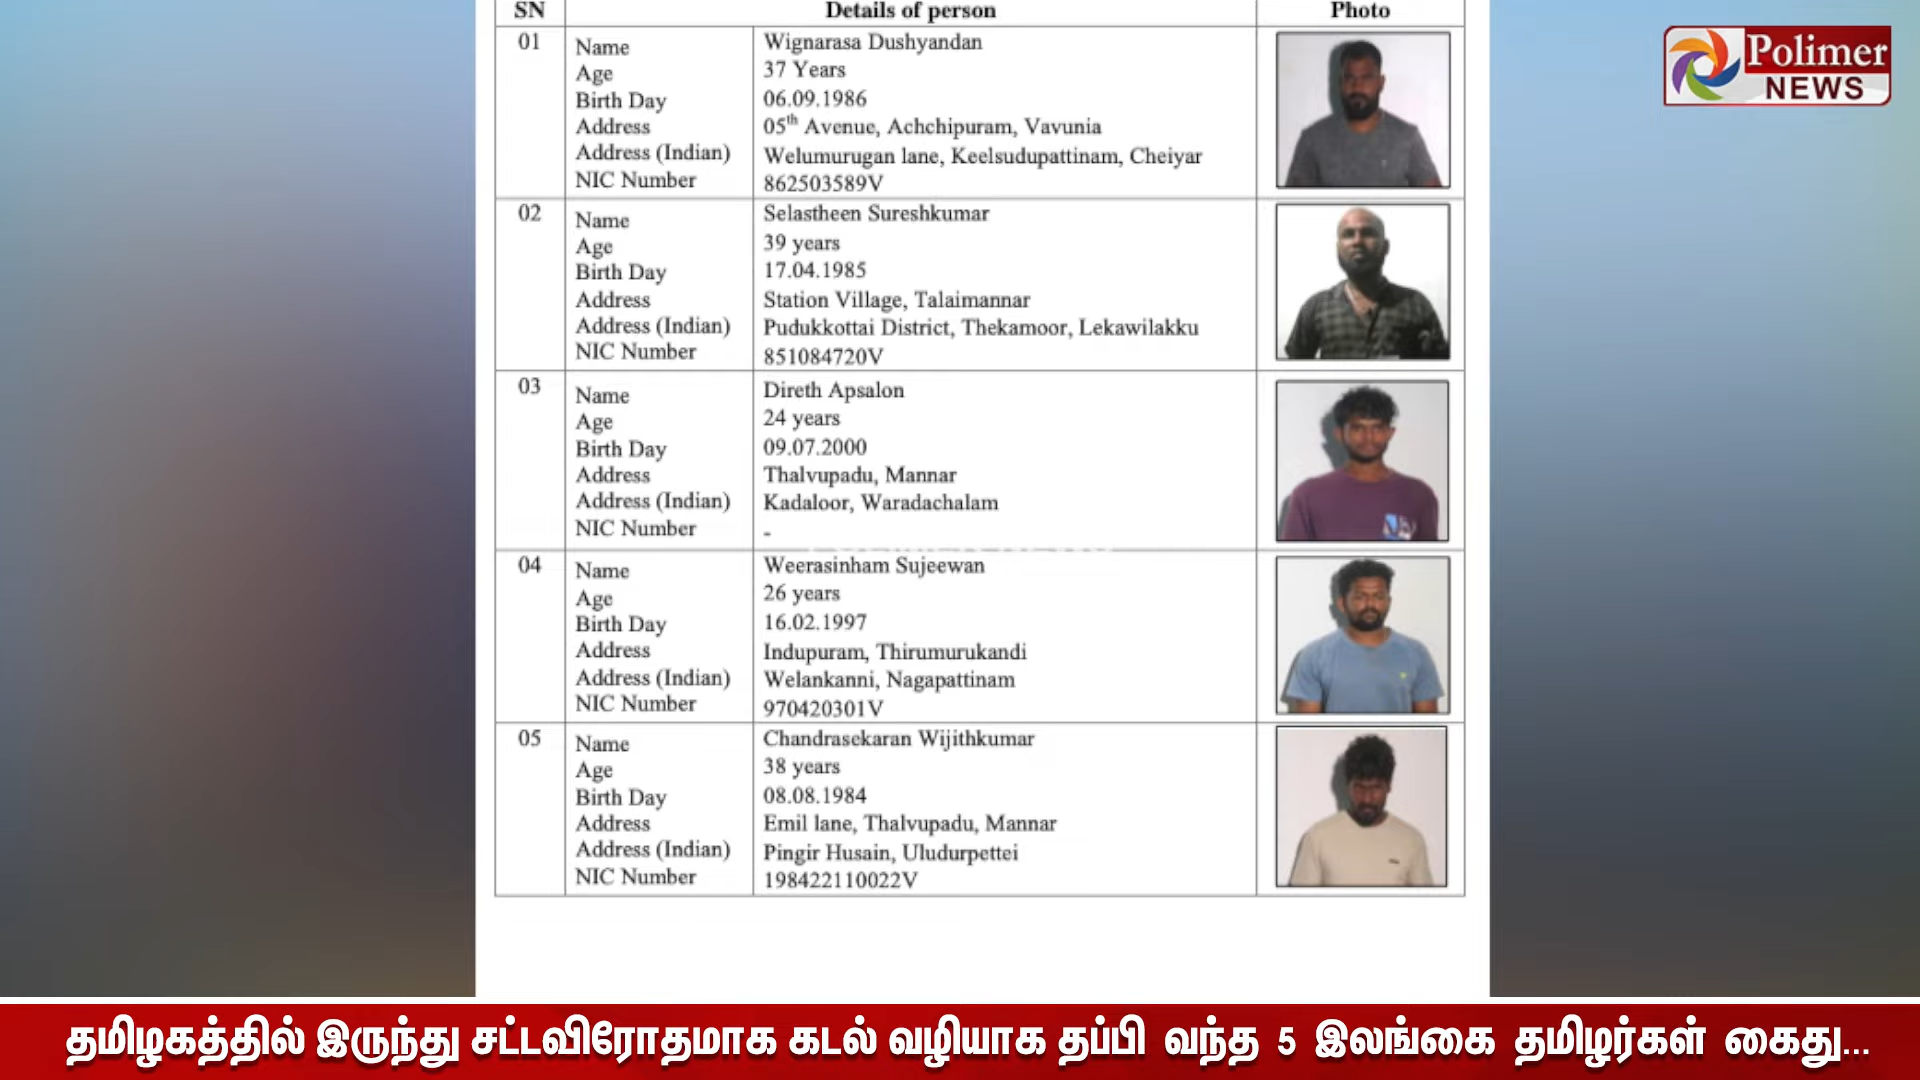 SN Details of person Photo
01 Name Wignarasa Dushyandan
Age 37 Years
Birth Day 06.09.1986
Address 05th Avenue, Achchipuram, Vavunia
Address (Indian) Welumurugan lane, Keelsudupattinam, Cheiyar
NIC Number 862503589V
02 Name Selastheen Sureshkumar
Age 39 years
Birth Day 17.04.1985
Address Station Village, Talaimannar
Address (Indian) Pudukkottai District, Thekamoor, Lekawilakku
NIC Number 851084720V
03 Name Direth Apsalon
Age 24 years
Birth Day 09.07.2000
Address Thalvupadu, Mannar
Address (Indian) Kadaloor, Waradachalam
NIC Number -
04 Name Weerasinham Sujeewan
Age 26 years
Birth Day 16.02.1997
Address Indupuram, Thirumurukandi
Address (Indian) Welankanni, Nagapattinam
NIC Number 970420301V
05 Name Chandrasekaran Wijithkumar
Age 38 years
Birth Day 08.08.1984
Address Emil lane, Thalvupadu, Mannar
Address (Indian) Pingir Husain, Uludurpettei
NIC Number 198422110022V
Polimer
NEWS
தமிழகத்தில் இருந்து சட்டவிரோதமாக கடல் வழியாக தப்பி வந்த 5 இலங்கை தமிழர்கள் கைது...